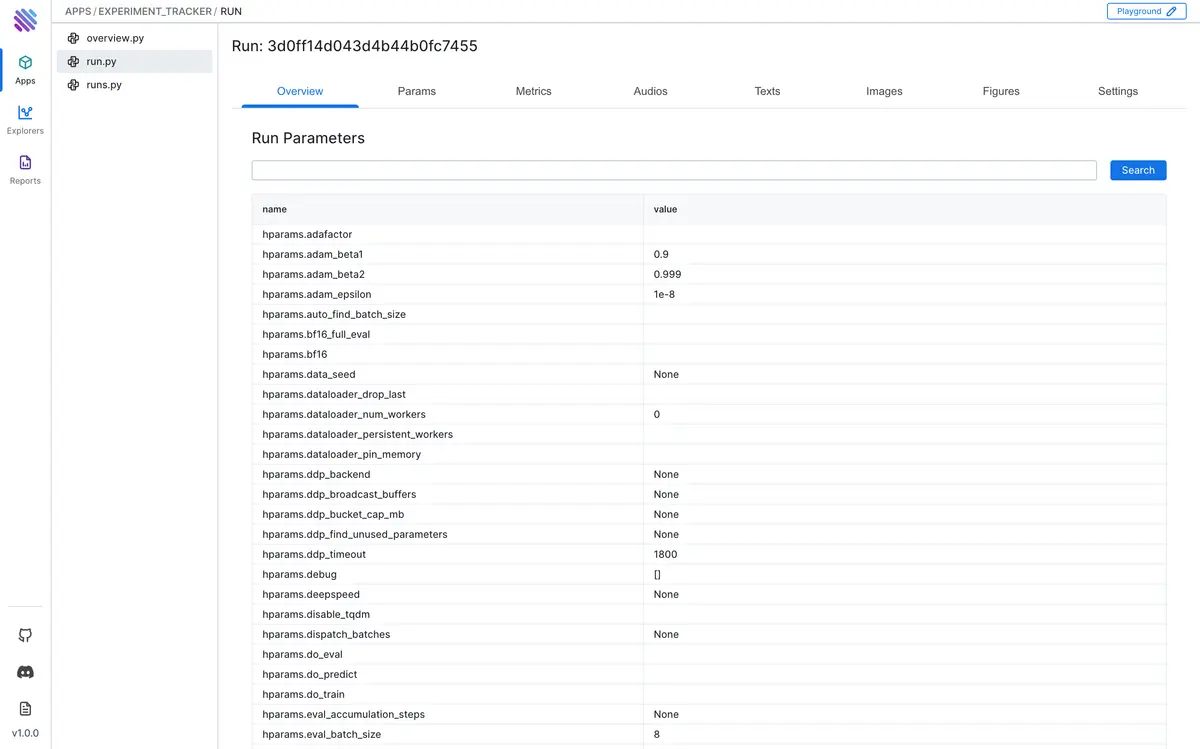 APPS / EXPERIMENT_TRACKER / RUN
Playground
Apps
Explorers
Reports
v1.0.0
overview.py
run.py
runs.py
Run: 3d0ff14d043d4b44b0fc7455
Overview Params Metrics Audios Texts Images Figures Settings
Run Parameters
Search
name value
hparams.adafactor
hparams.adam_beta1 0.9
hparams.adam_beta2 0.999
hparams.adam_epsilon 1e-8
hparams.auto_find_batch_size
hparams.bf16_full_eval
hparams.bf16
hparams.data_seed None
hparams.dataloader_drop_last
hparams.dataloader_num_workers 0
hparams.dataloader_persistent_workers
hparams.dataloader_pin_memory
hparams.ddp_backend None
hparams.ddp_broadcast_buffers None
hparams.ddp_bucket_cap_mb None
hparams.ddp_find_unused_parameters None
hparams.ddp_timeout 1800
hparams.debug []
hparams.deepspeed None
hparams.disable_tqdm
hparams.dispatch_batches None
hparams.do_eval
hparams.do_predict
hparams.do_train
hparams.eval_accumulation_steps None
hparams.eval_batch_size 8